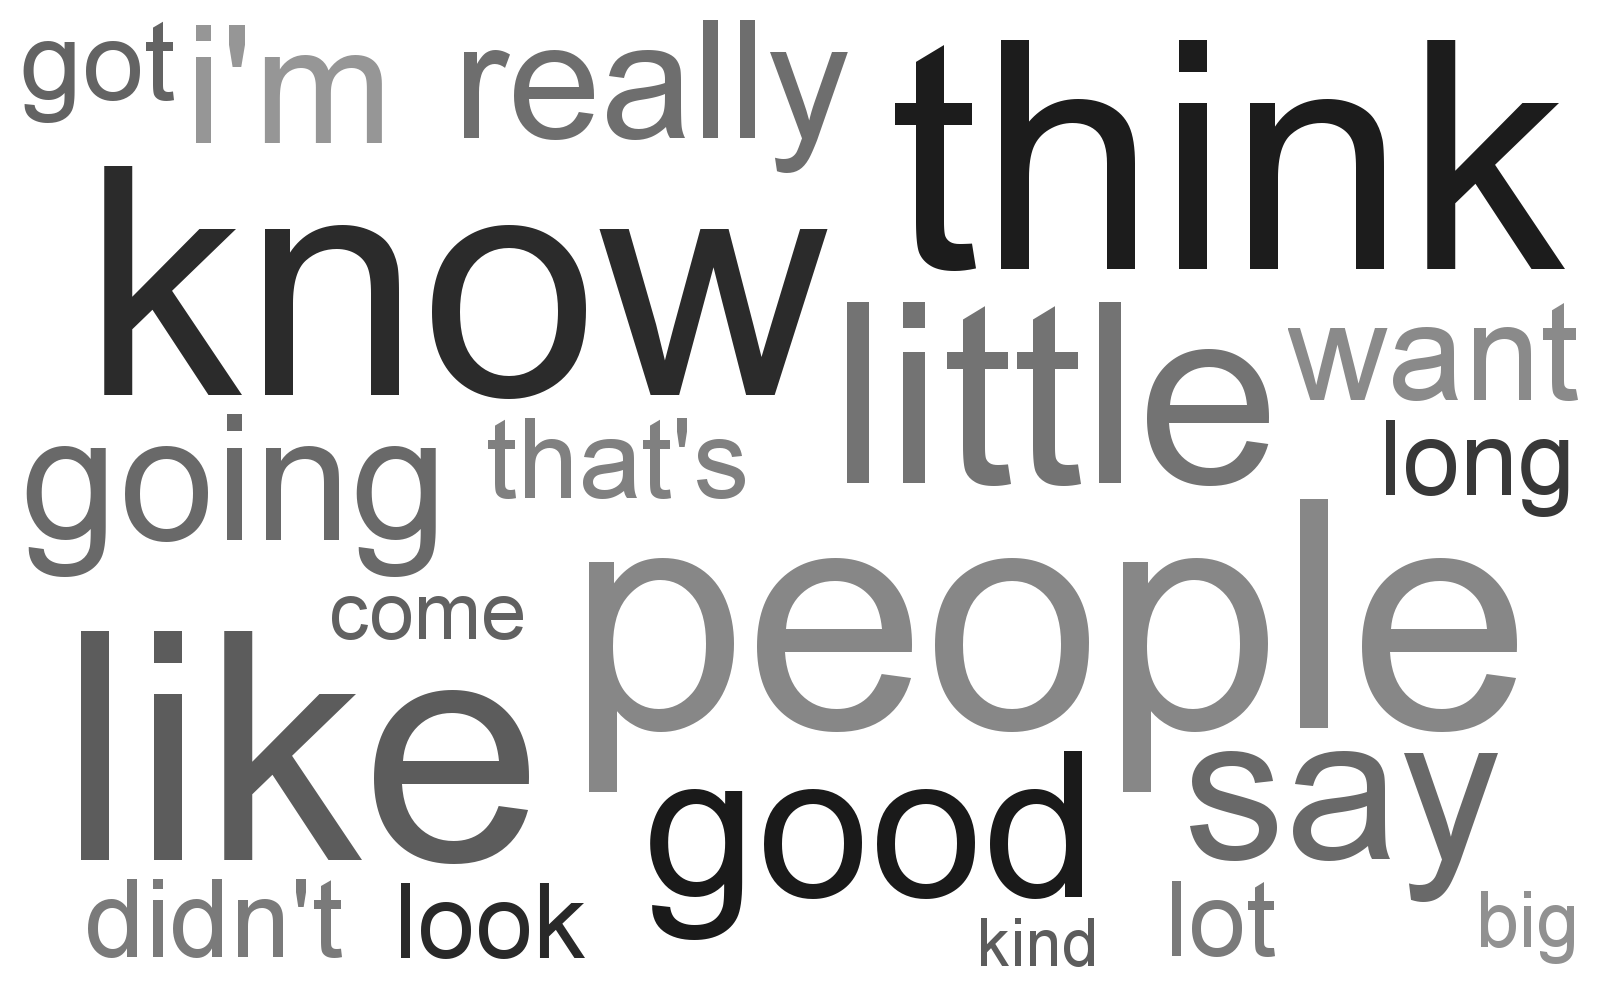 got i'm really think
know
little want
going that's long
people
come
like
good say
didn't look
kind lot big